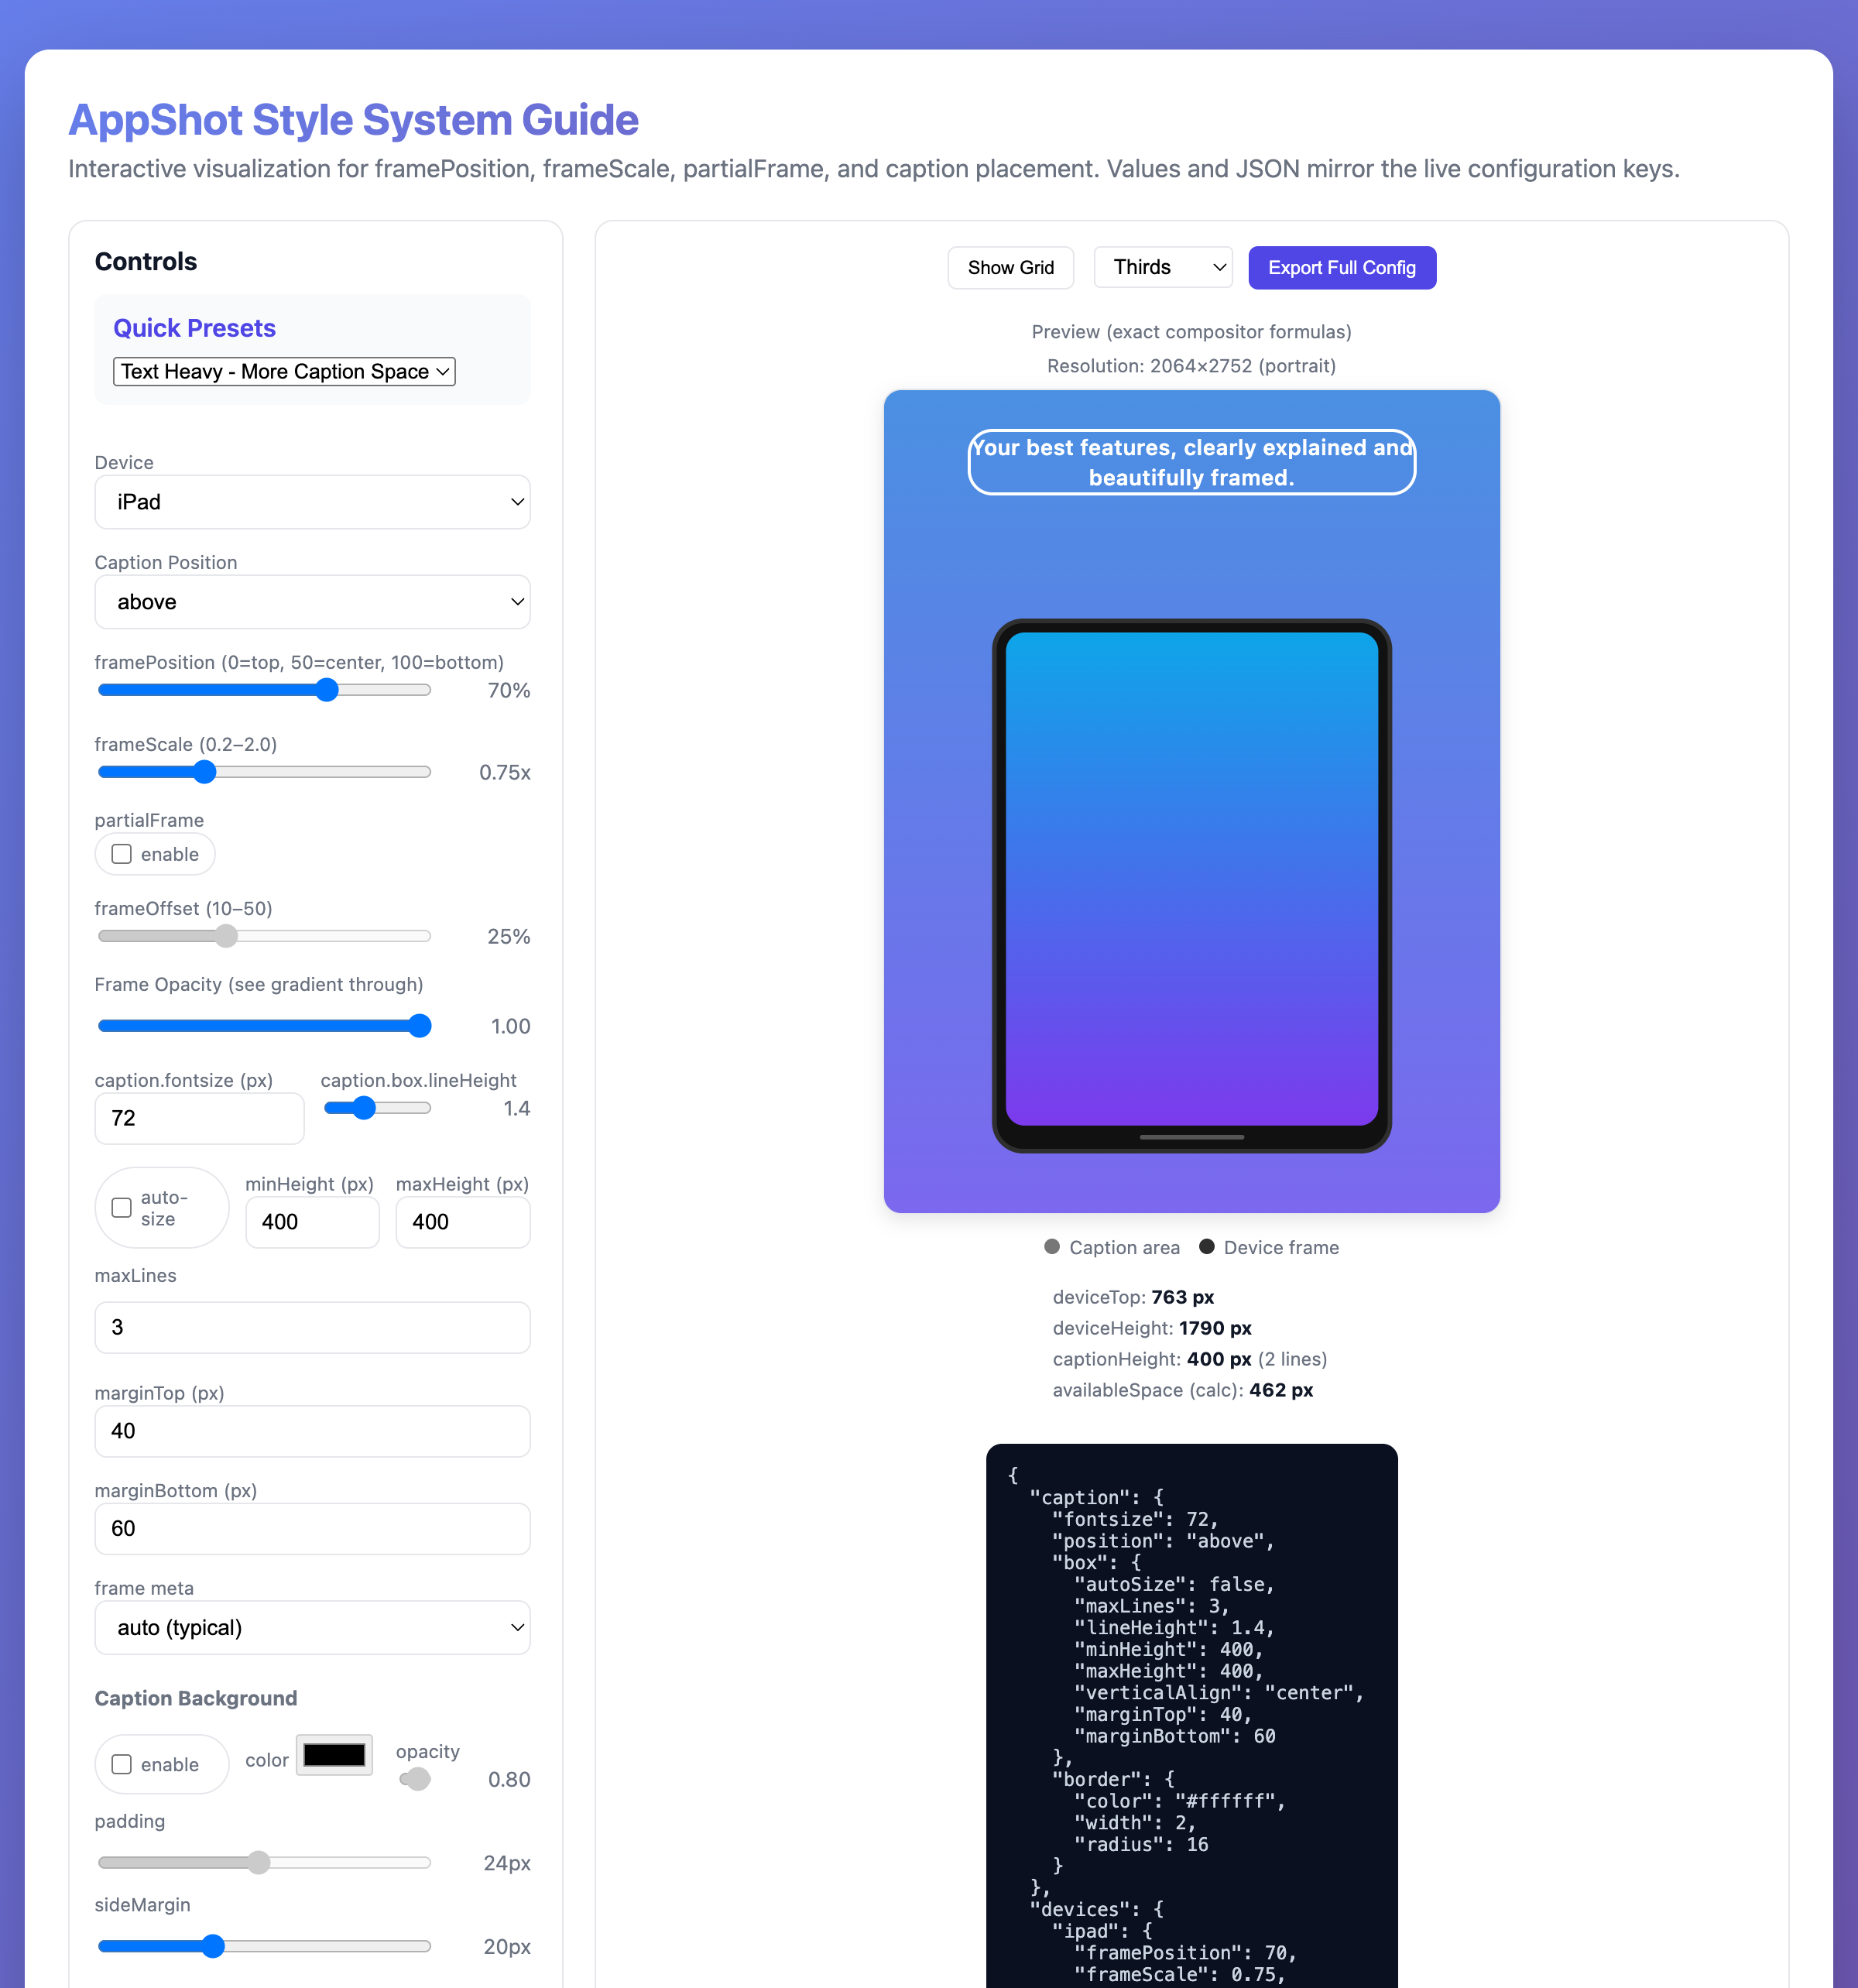 AppShot Style System Guide
Interactive visualization for framePosition, frameScale, partialFrame, and caption placement. Values and JSON mirror the live configuration keys.
Controls
Quick Presets
Text Heavy - More Caption Space
Device
iPad
Caption Position
above
framePosition (0=top, 50=center, 100=bottom)
70%
frameScale (0.2–2.0)
0.75x
partialFrame
enable
frameOffset (10–50)
25%
Frame Opacity (see gradient through)
1.00
caption.fontsize (px)
72
caption.box.lineHeight
1.4
auto-
size
minHeight (px)
400
maxHeight (px)
400
maxLines
3
marginTop (px)
40
marginBottom (px)
60
frame meta
auto (typical)
Caption Background
enable
color
opacity
0.80
padding
24px
sideMargin
20px
Show Grid
Thirds
Export Full Config
Preview (exact compositor formulas)
Resolution: 2064×2752 (portrait)
Your best features, clearly explained and
beautifully framed.
Caption area
Device frame
deviceTop: 763 px
deviceHeight: 1790 px
captionHeight: 400 px (2 lines)
availableSpace (calc): 462 px
{
"caption": {
"fontsize": 72,
"position": "above",
"box": {
"autoSize": false,
"maxLines": 3,
"lineHeight": 1.4,
"minHeight": 400,
"maxHeight": 400,
"verticalAlign": "center",
"marginTop": 40,
"marginBottom": 60
},
"border": {
"color": "#ffffff",
"width": 2,
"radius": 16
}
},
"devices": {
"ipad": {
"framePosition": 70,
"frameScale": 0.75,